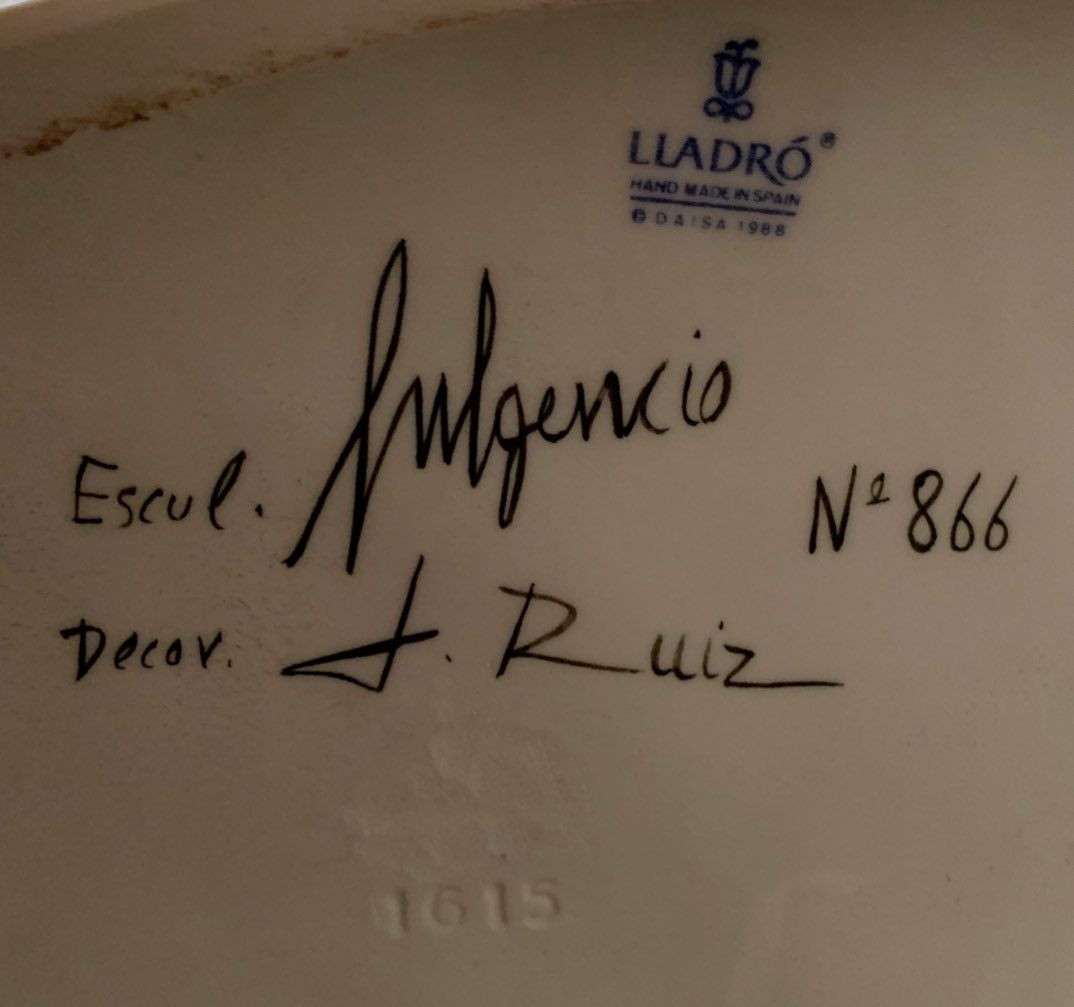 LLADRÓ®
HAND MADE IN SPAIN
© DAISA 1988
Escul. Fulgencio
Nº 866
Decor. J. Ruiz
1615